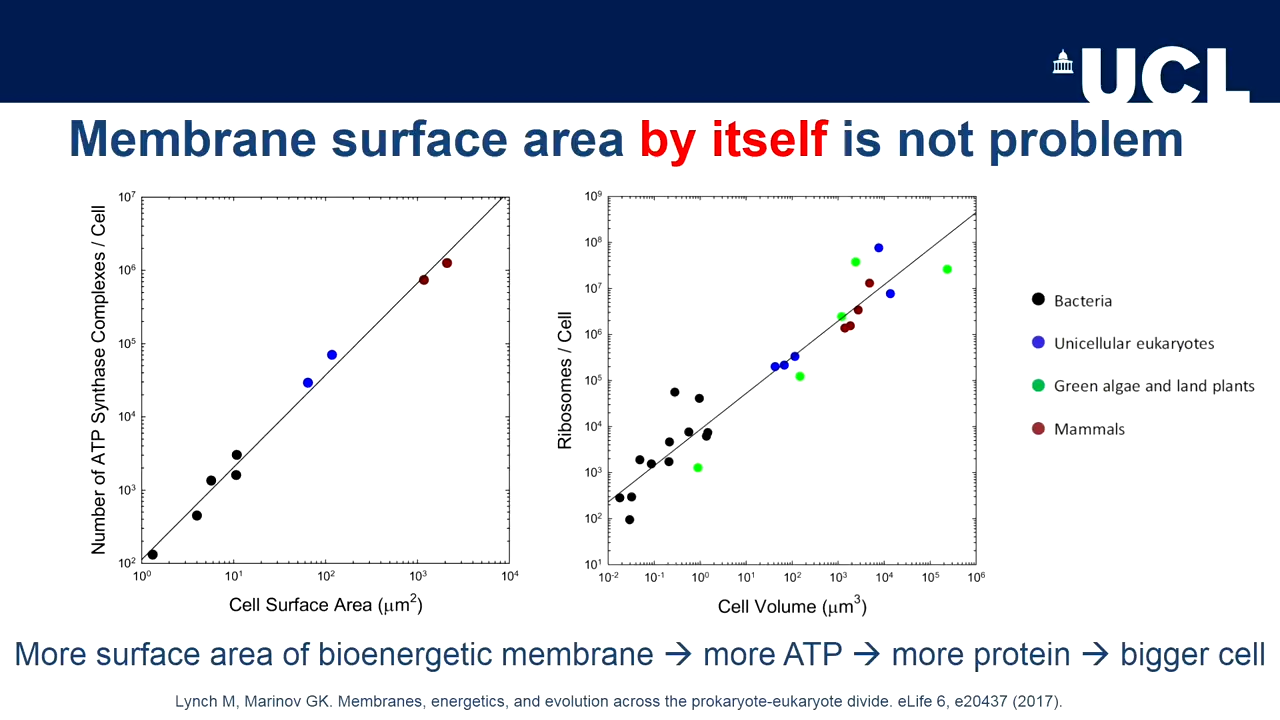 UCL
Membrane surface area by itself is not problem
Number of ATP Synthase Complexes / Cell
10⁷
10⁶
10⁵
10⁴
10³
10²
10⁰
10¹
10²
10³
10⁴
Cell Surface Area (μm²)
Ribosomes / Cell
10⁹
10⁸
10⁷
10⁶
10⁵
10⁴
10³
10²
10¹
10⁻²
10⁻¹
10⁰
10¹
10²
10³
10⁴
10⁵
10⁶
Cell Volume (μm³)
Bacteria
Unicellular eukaryotes
Green algae and land plants
Mammals
More surface area of bioenergetic membrane → more ATP → more protein → bigger cell
Lynch M, Marinov GK. Membranes, energetics, and evolution across the prokaryote-eukaryote divide. eLife 6, e20437 (2017).